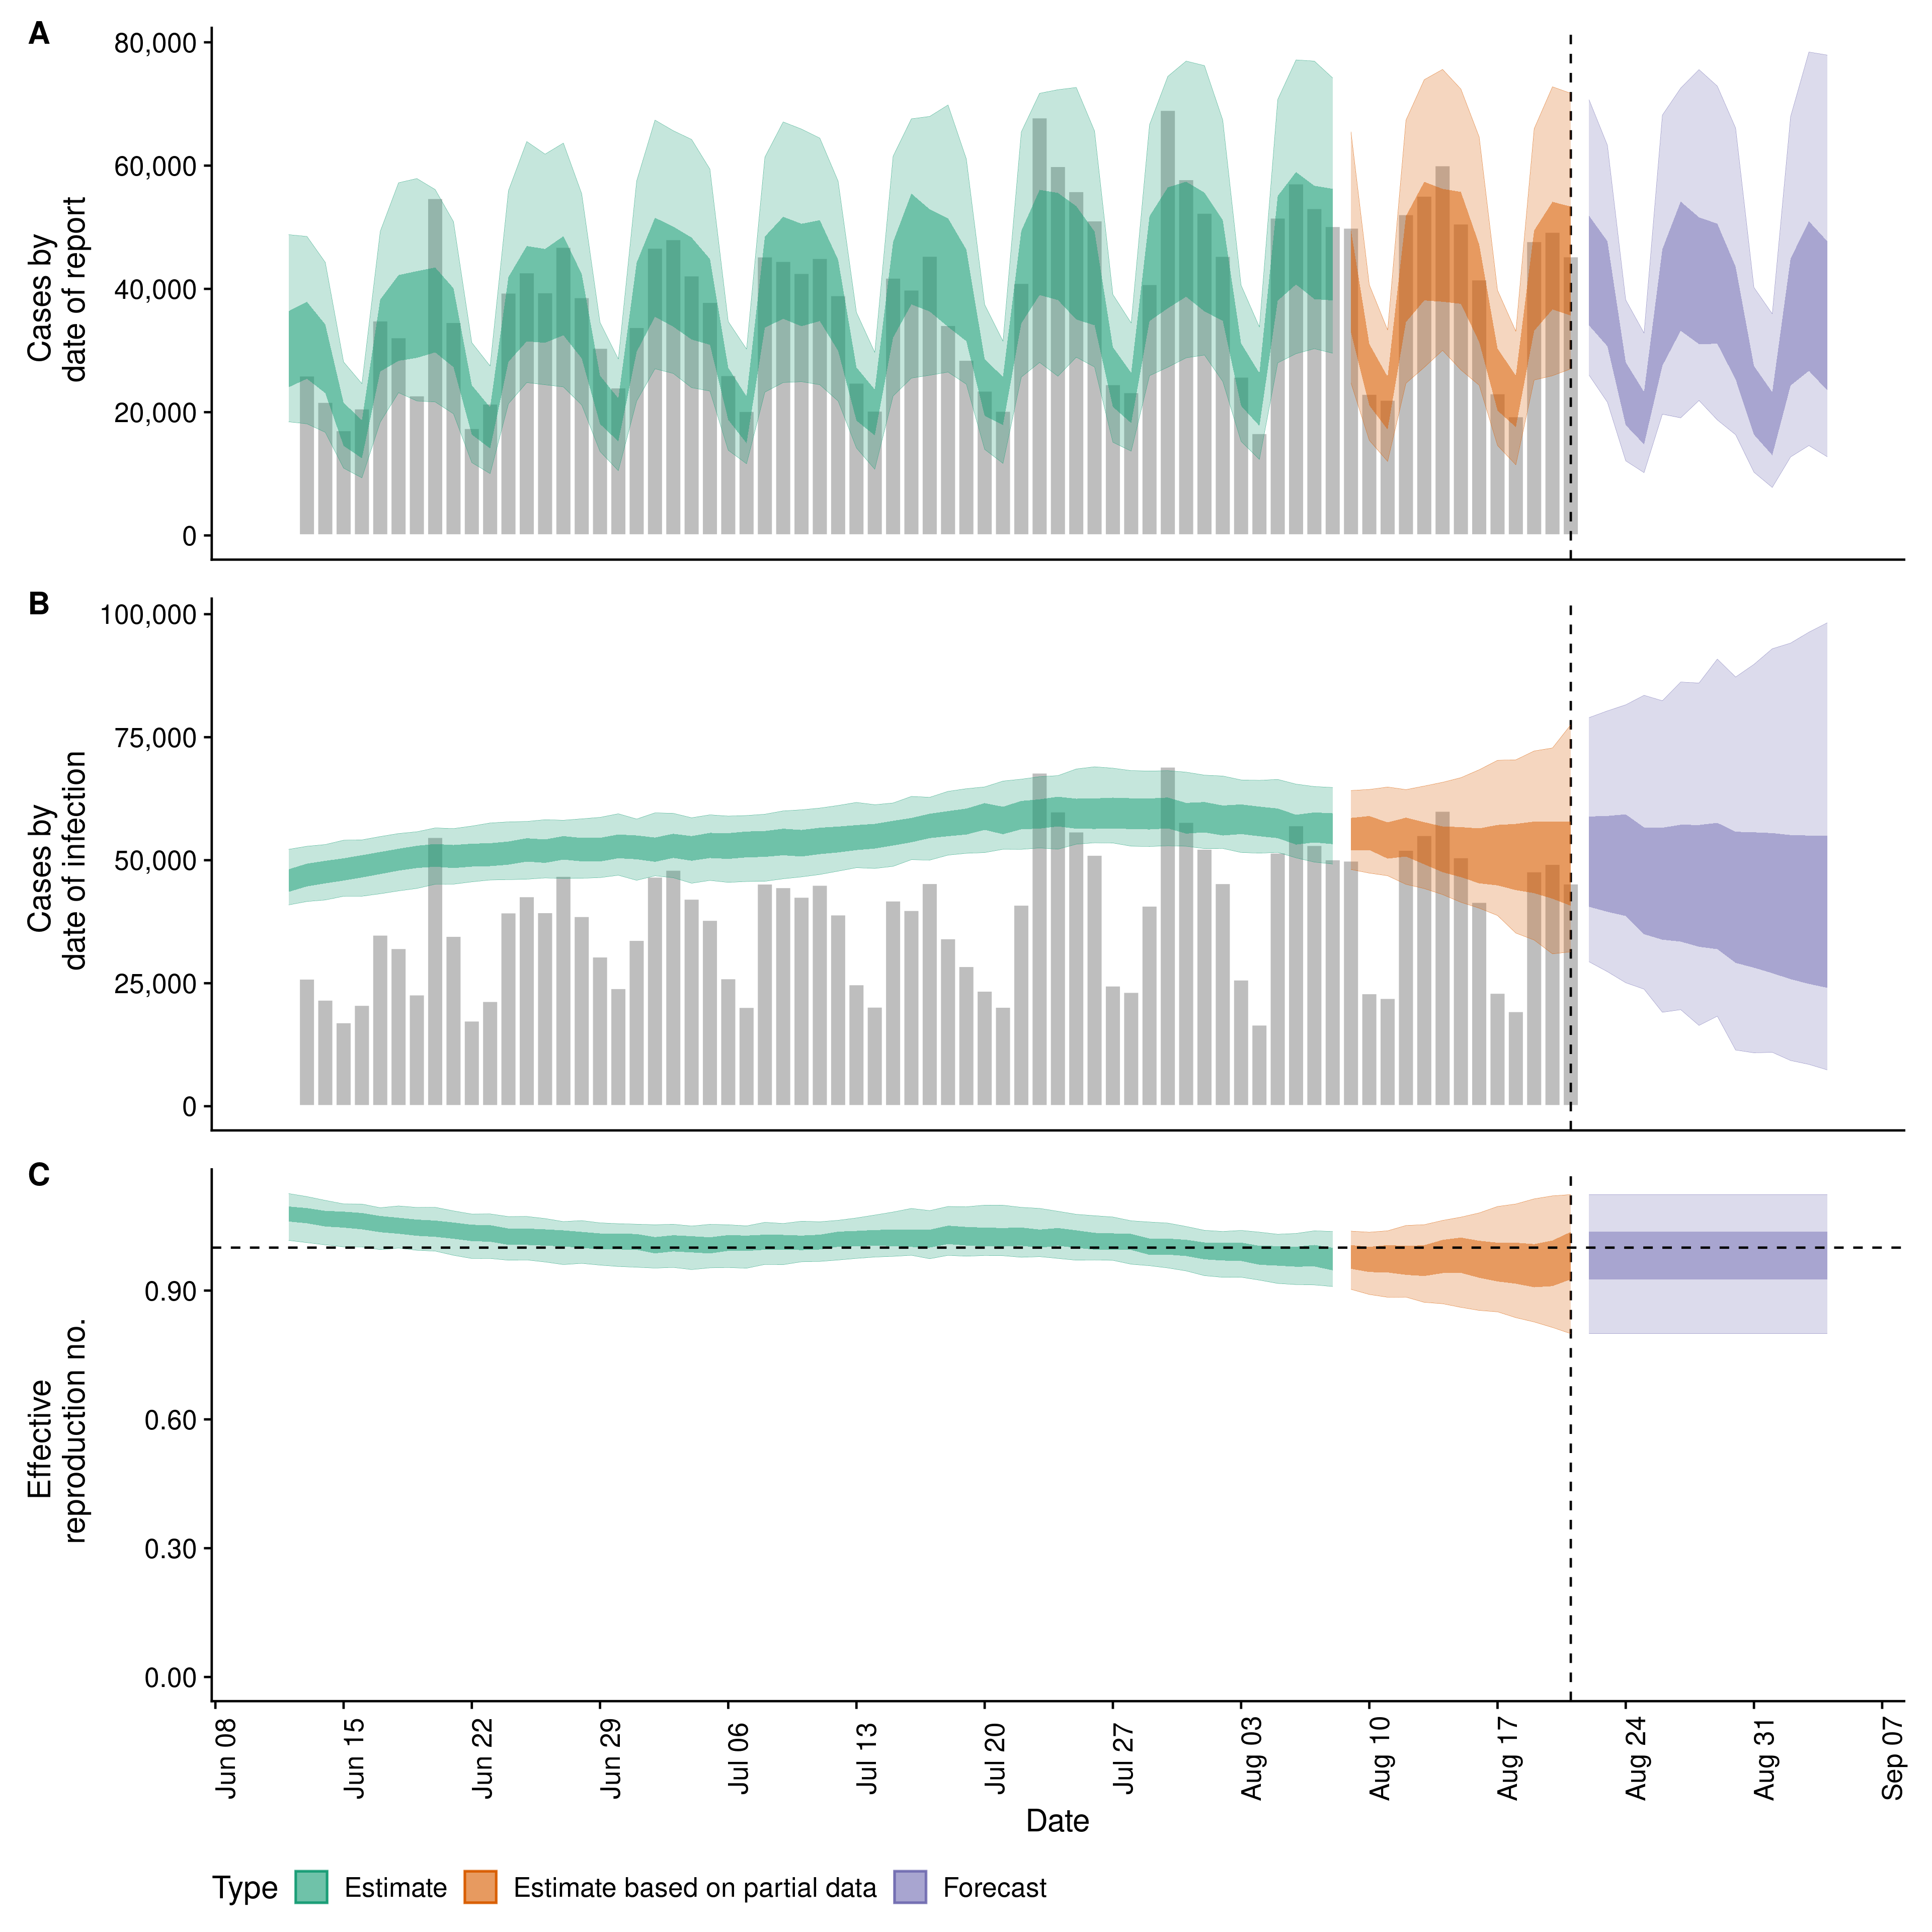 A
80,000
60,000
40,000
20,000
0
Cases by
date of report
B
100,000
75,000
50,000
25,000
0
Cases by
date of infection
C
0.90
0.60
0.30
0.00
Effective
reproduction no.
Jun 08
Jun 15
Jun 22
Jun 29
Jul 06
Jul 13
Jul 20
Jul 27
Aug 03
Aug 10
Aug 17
Aug 24
Aug 31
Sep 07
Date
Type Estimate Estimate based on partial data Forecast